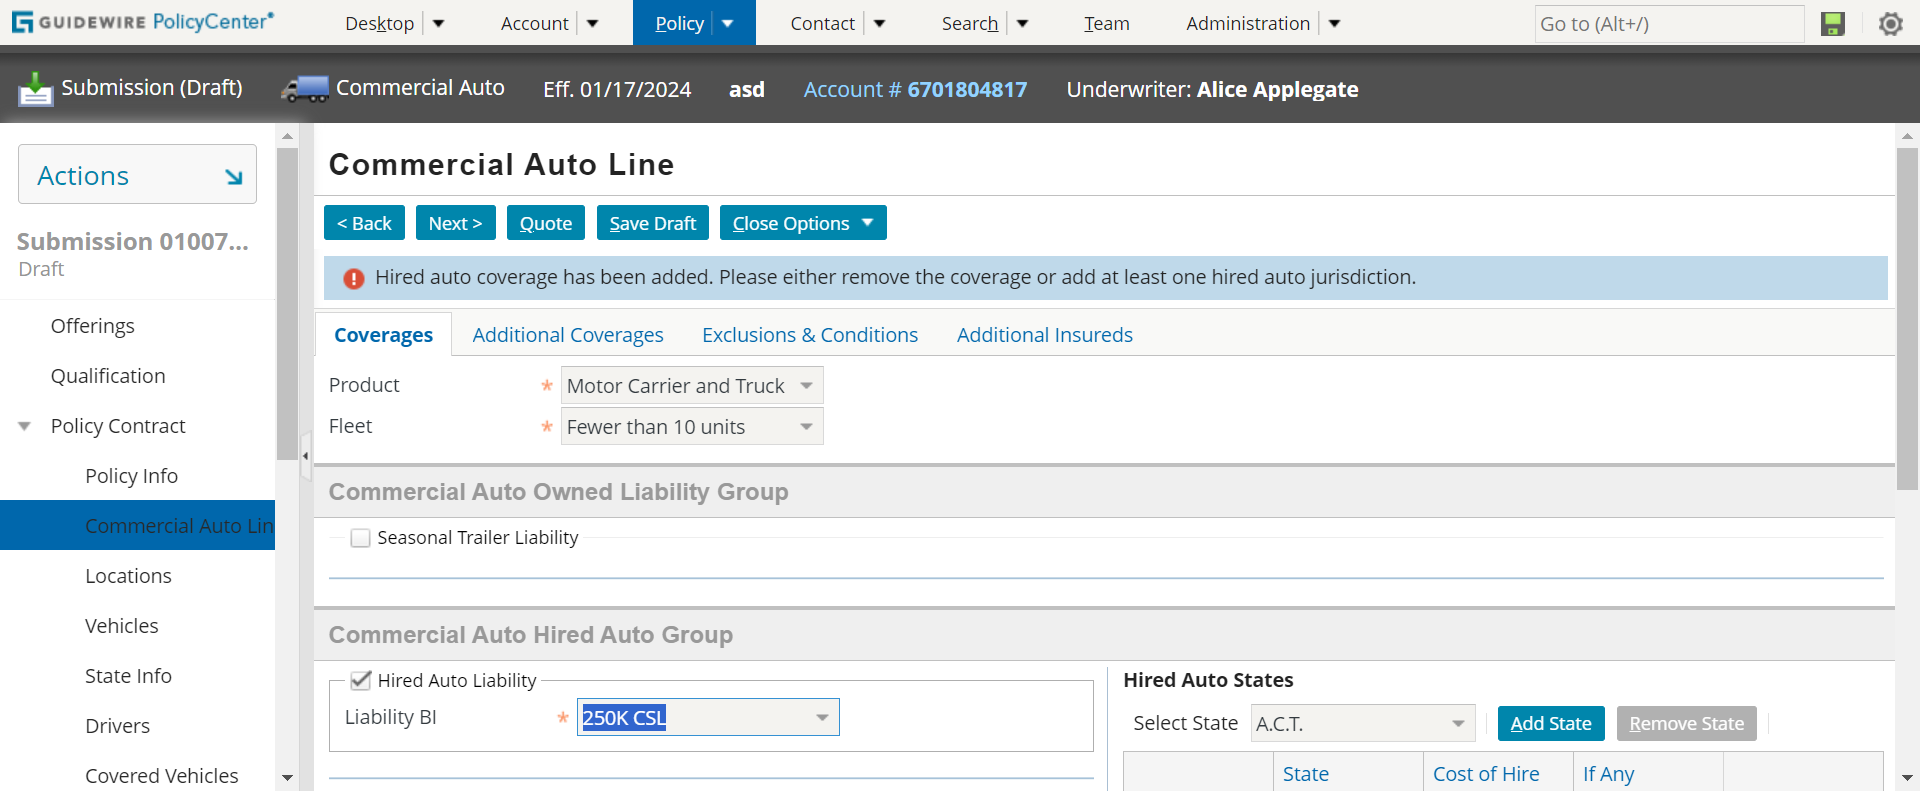 GUIDEWIRE PolicyCenter®
Desktop
Account
Policy
Contact
Search
Team
Administration
Go to (Alt+/)
Submission (Draft)
Commercial Auto
Eff. 01/17/2024
asd
Account # 6701804817
Underwriter: Alice Applegate
Actions
Submission 01007...
Draft
Offerings
Qualification
Policy Contract
Policy Info
Commercial Auto Lin
Locations
Vehicles
State Info
Drivers
Covered Vehicles
Commercial Auto Line
< Back
Next >
Quote
Save Draft
Close Options
Hired auto coverage has been added. Please either remove the coverage or add at least one hired auto jurisdiction.
Coverages
Additional Coverages
Exclusions & Conditions
Additional Insureds
Product * Motor Carrier and Truck
Fleet * Fewer than 10 units
Commercial Auto Owned Liability Group
Seasonal Trailer Liability
Commercial Auto Hired Auto Group
Hired Auto Liability
Liability BI * 250K CSL
Hired Auto States
Select State A.C.T.
Add State
Remove State
State
Cost of Hire
If Any